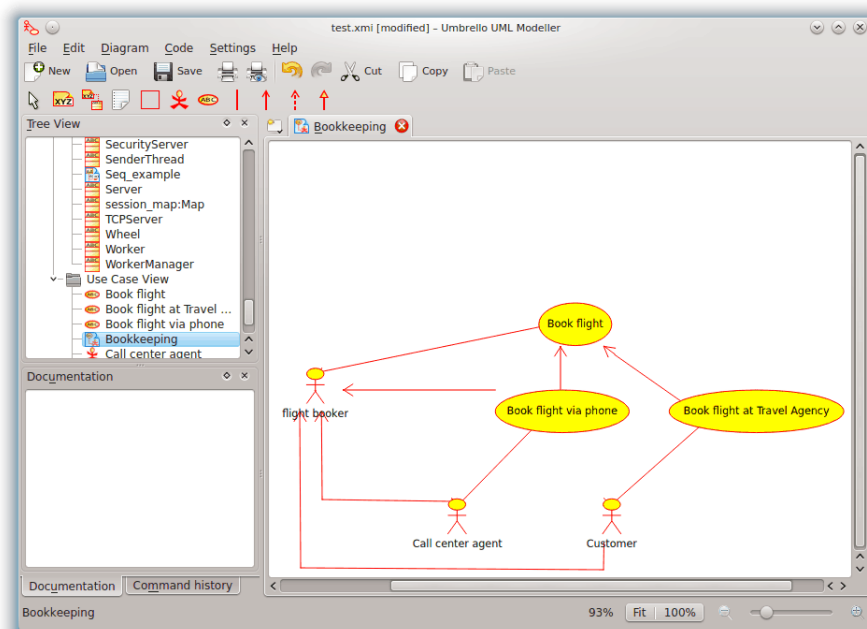 test.xmi [modified] – Umbrello UML Modeller
File Edit Diagram Code Settings Help
New Open Save Cut Copy Paste
XYZ ABC
Tree View
Bookkeeping
SecurityServer
SenderThread
Seq_example
Server
session_map:Map
TCPServer
Wheel
Worker
WorkerManager
Use Case View
Book flight
Book flight at Travel ...
Book flight via phone
Bookkeeping
Call center agent
Documentation
Book flight
flight booker
Book flight via phone
Book flight at Travel Agency
Call center agent
Customer
Documentation Command history
Bookkeeping
93% Fit 100%